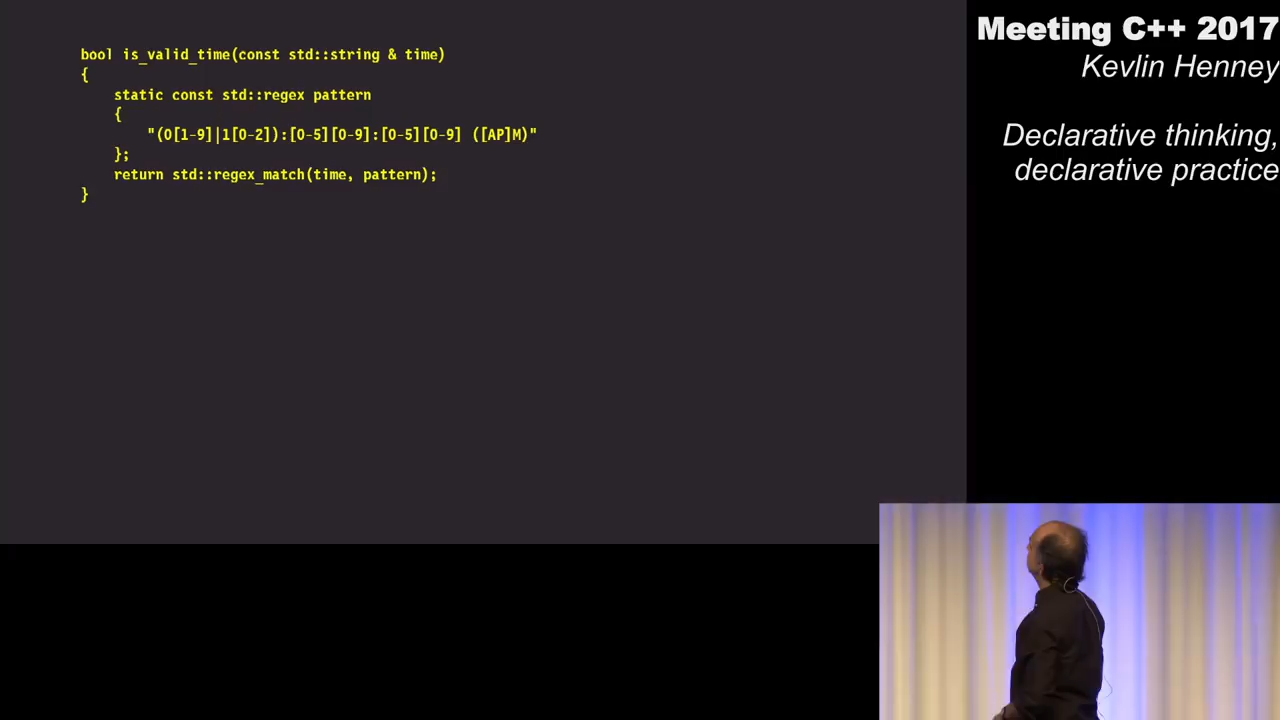 bool is_valid_time(const std::string & time)
{
    static const std::regex pattern
    {
        "(0[1-9]|1[0-2]):[0-5][0-9]:[0-5][0-9] ([AP]M)"
    };
    return std::regex_match(time, pattern);
}
Meeting C++ 2017
Kevlin Henney
Declarative thinking,
declarative practice